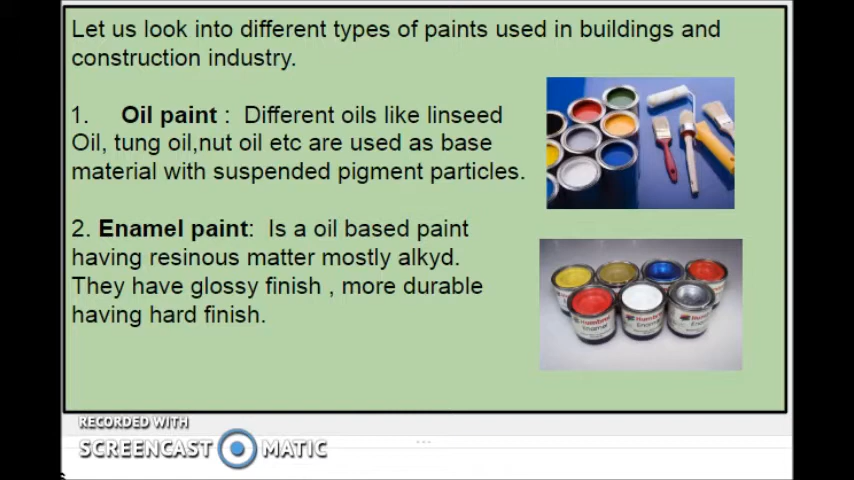 Let us look into different types of paints used in buildings and
construction industry.
1. Oil paint : Different oils like linseed
Oil, tung oil,nut oil etc are used as base
material with suspended pigment particles.
2. Enamel paint: Is a oil based paint
having resinous matter mostly alkyd.
They have glossy finish , more durable
having hard finish.
RECORDED WITH
SCREENCAST MATIC